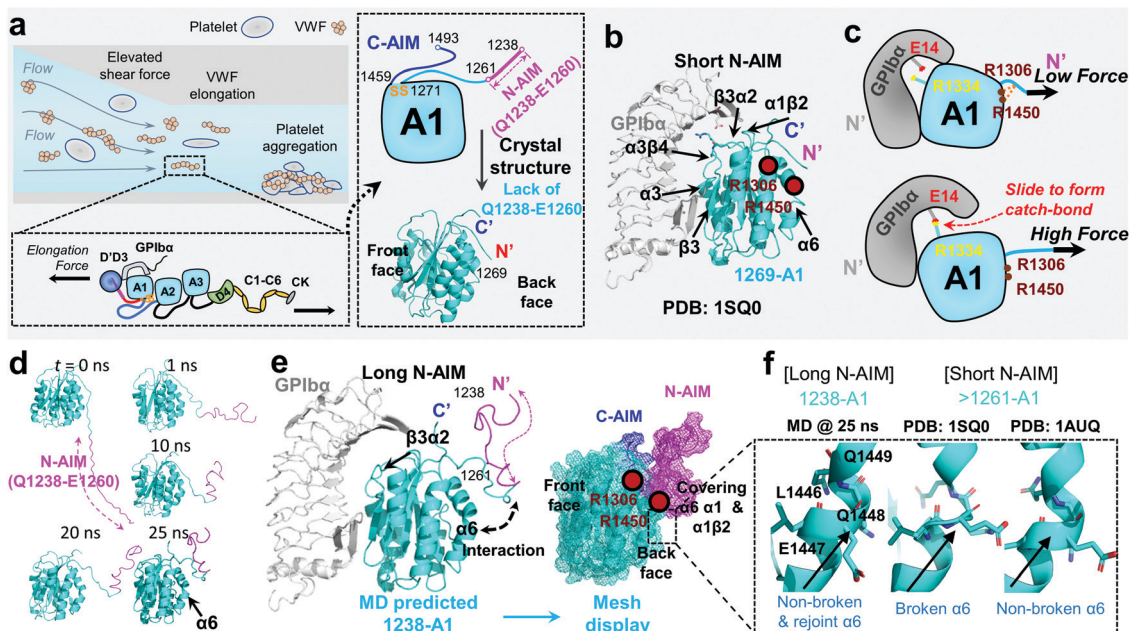 a
Platelet
VWF
Elevated
shear force
VWF
elongation
Flow
Flow
Platelet
aggregation
Elongation
Force
D'D3
GPIbα
A1
A2
A3
D4
C1-C6
CK
C-AIM
1493
1238
1261
1459
SS
1271
N-AIM
(Q1238-E1260)
A1
Crystal
structure
Lack of
Q1238-E1260
C'
N'
1269
Front
face
Back
face
b
Short N-AIM
β3α2
α1β2
GPIbα
C'
N'
α3β4
R1306
R1450
α3
β3
α6
1269-A1
PDB: 1SQ0
c
GPIbα
E14
N'
R1306
R1334
Low Force
R1450
A1
N'
Slide to form
catch-bond
GPIbα
E14
High Force
R1334
N'
R1306
A1
R1450
d
t = 0 ns
1 ns
10 ns
N-AIM
(Q1238-E1260)
20 ns
25 ns
α6
e
Long N-AIM
GPIbα
1238
N'
C'
β3α2
1261
α6
Interaction
MD predicted
1238-A1
Mesh
display
N-AIM
C-AIM
Front
face
R1306
R1450
Covering
α6 α1 &
α1β2
Back
face
f
[Long N-AIM]
[Short N-AIM]
1238-A1
>1261-A1
MD @ 25 ns
PDB: 1SQ0
PDB: 1AUQ
Q1449
L1446
Q1448
E1447
Non-broken
& rejoint α6
Broken α6
Non-broken α6